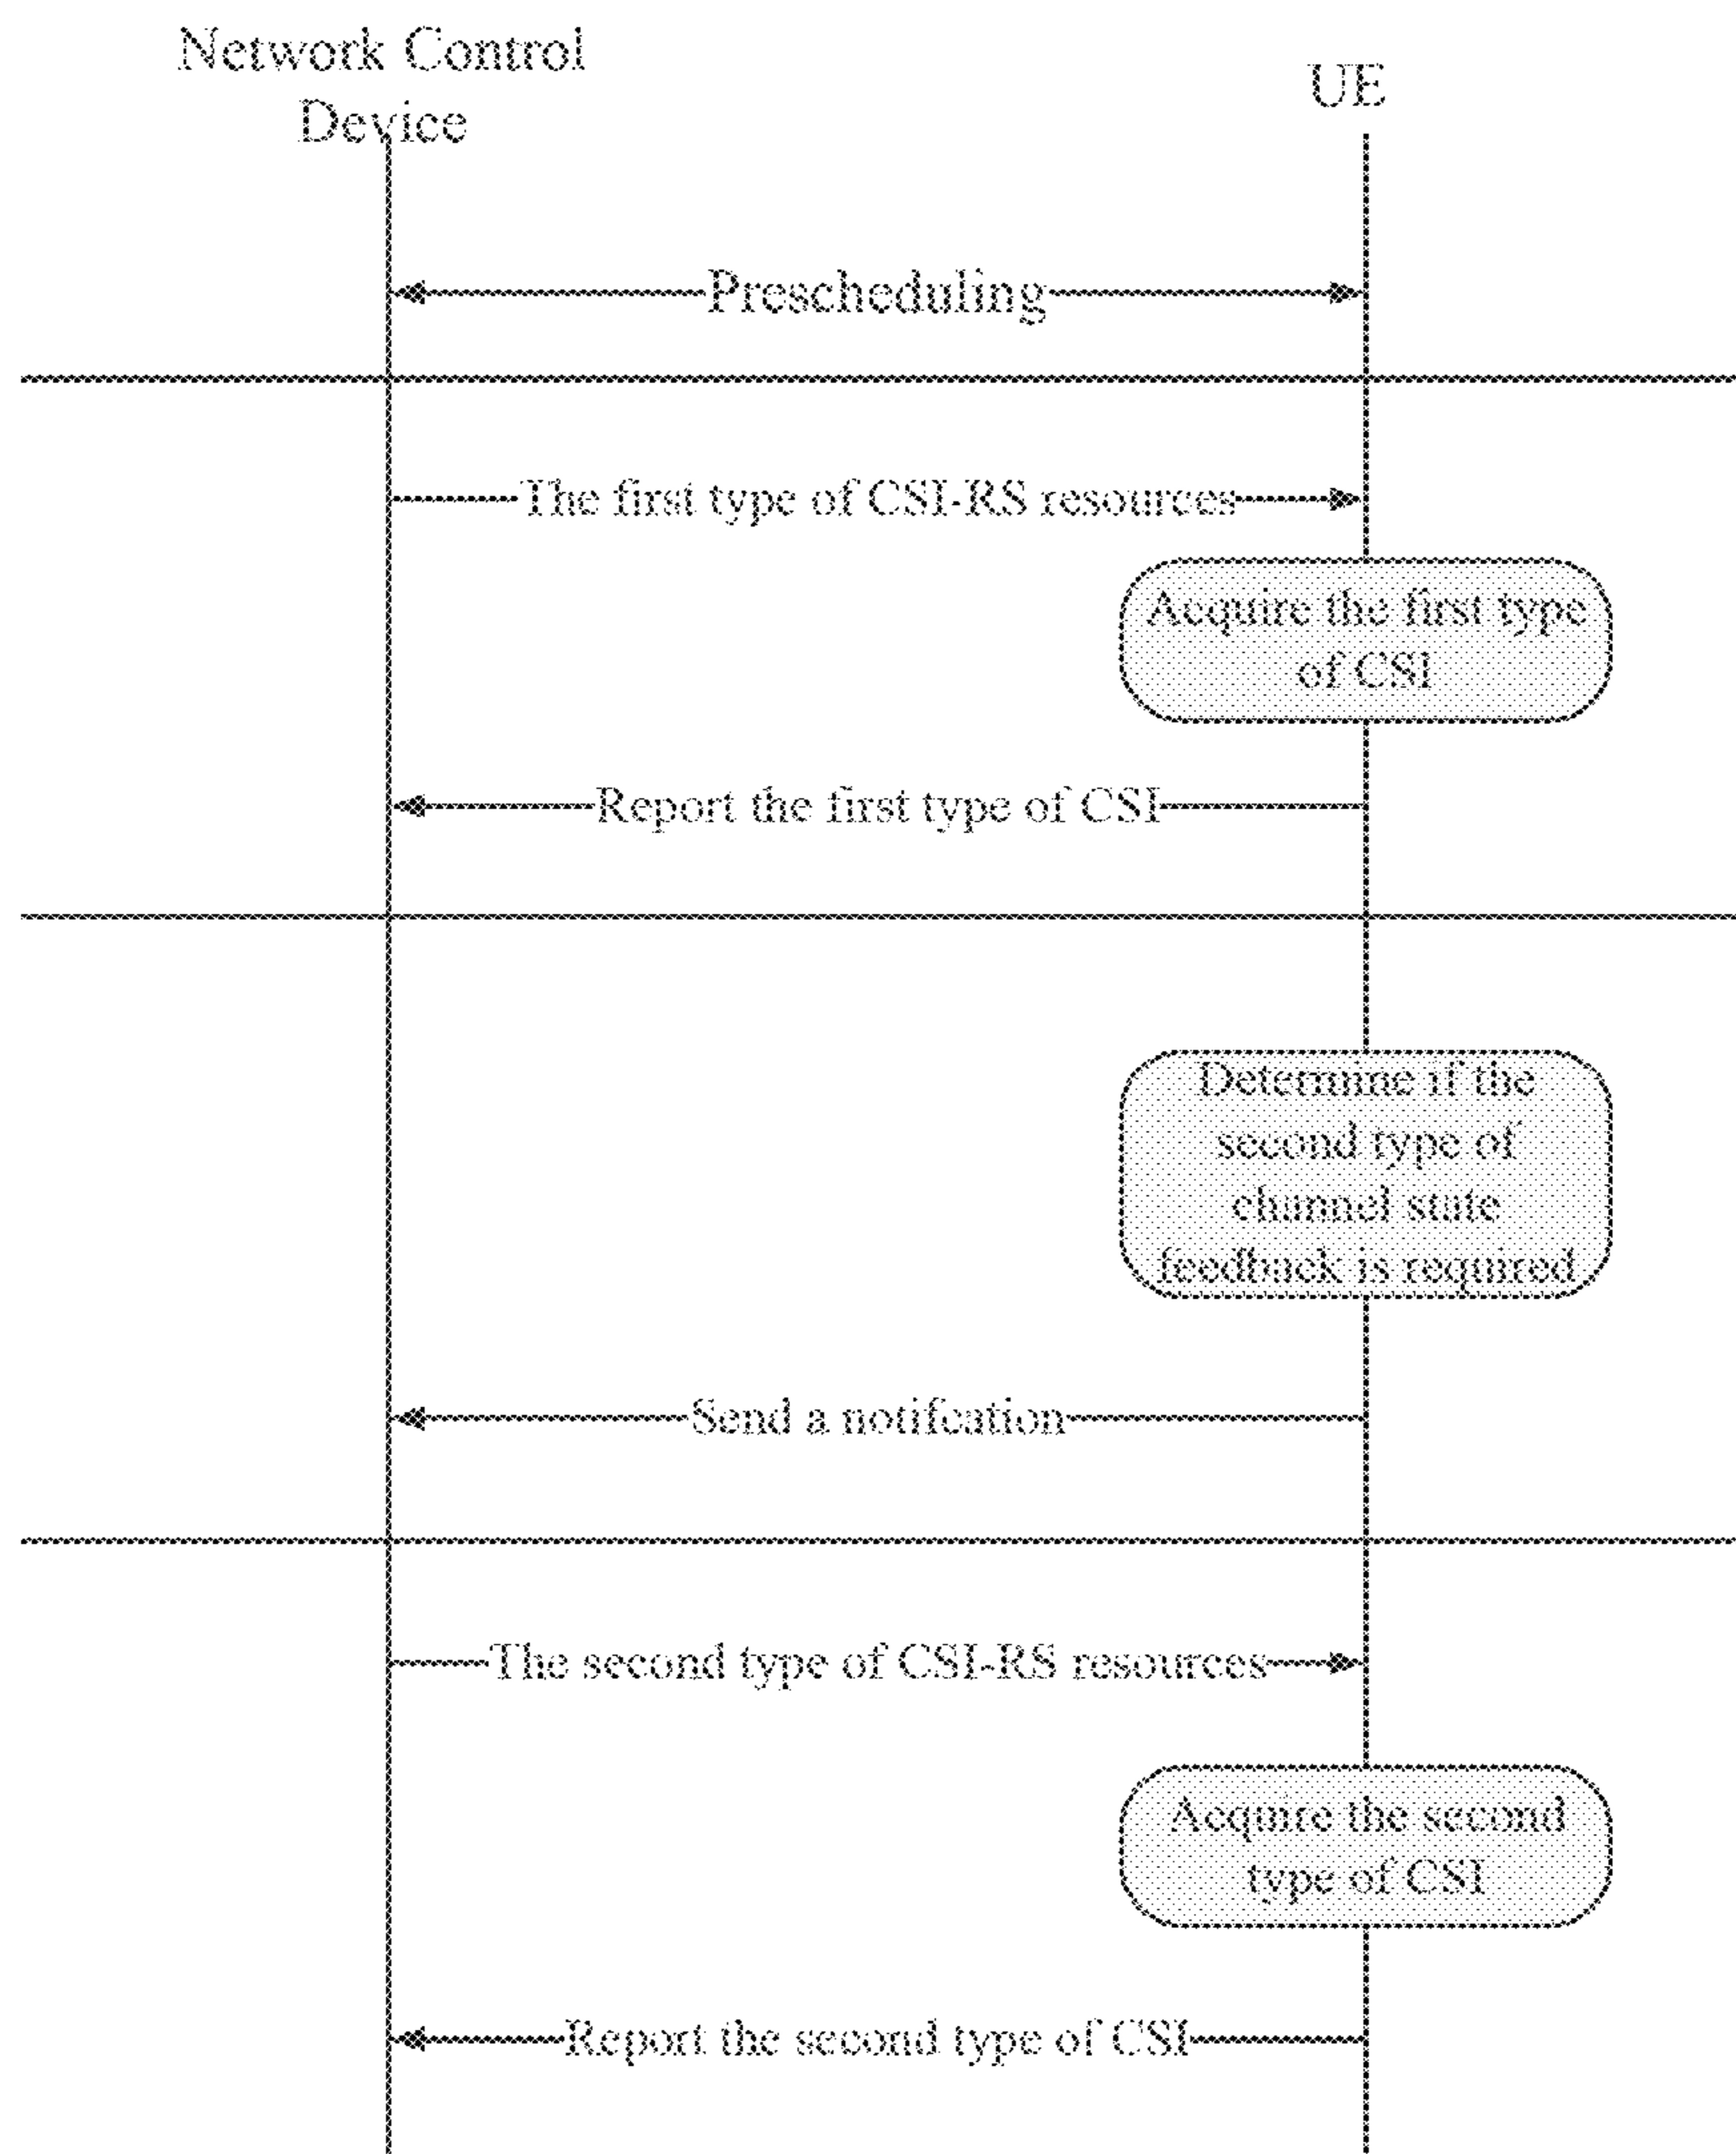 Network Control
Device
UE
Prescheduling
The first type of CSI-RS resources
Acquire the first type
of CSI
Report the first type of CSI
Determine if the
second type of
channel state
feedback is required
Send a notifcation
The second type of CSI-RS resources
Acquire the second
type of CSI
Report the second type of CSI